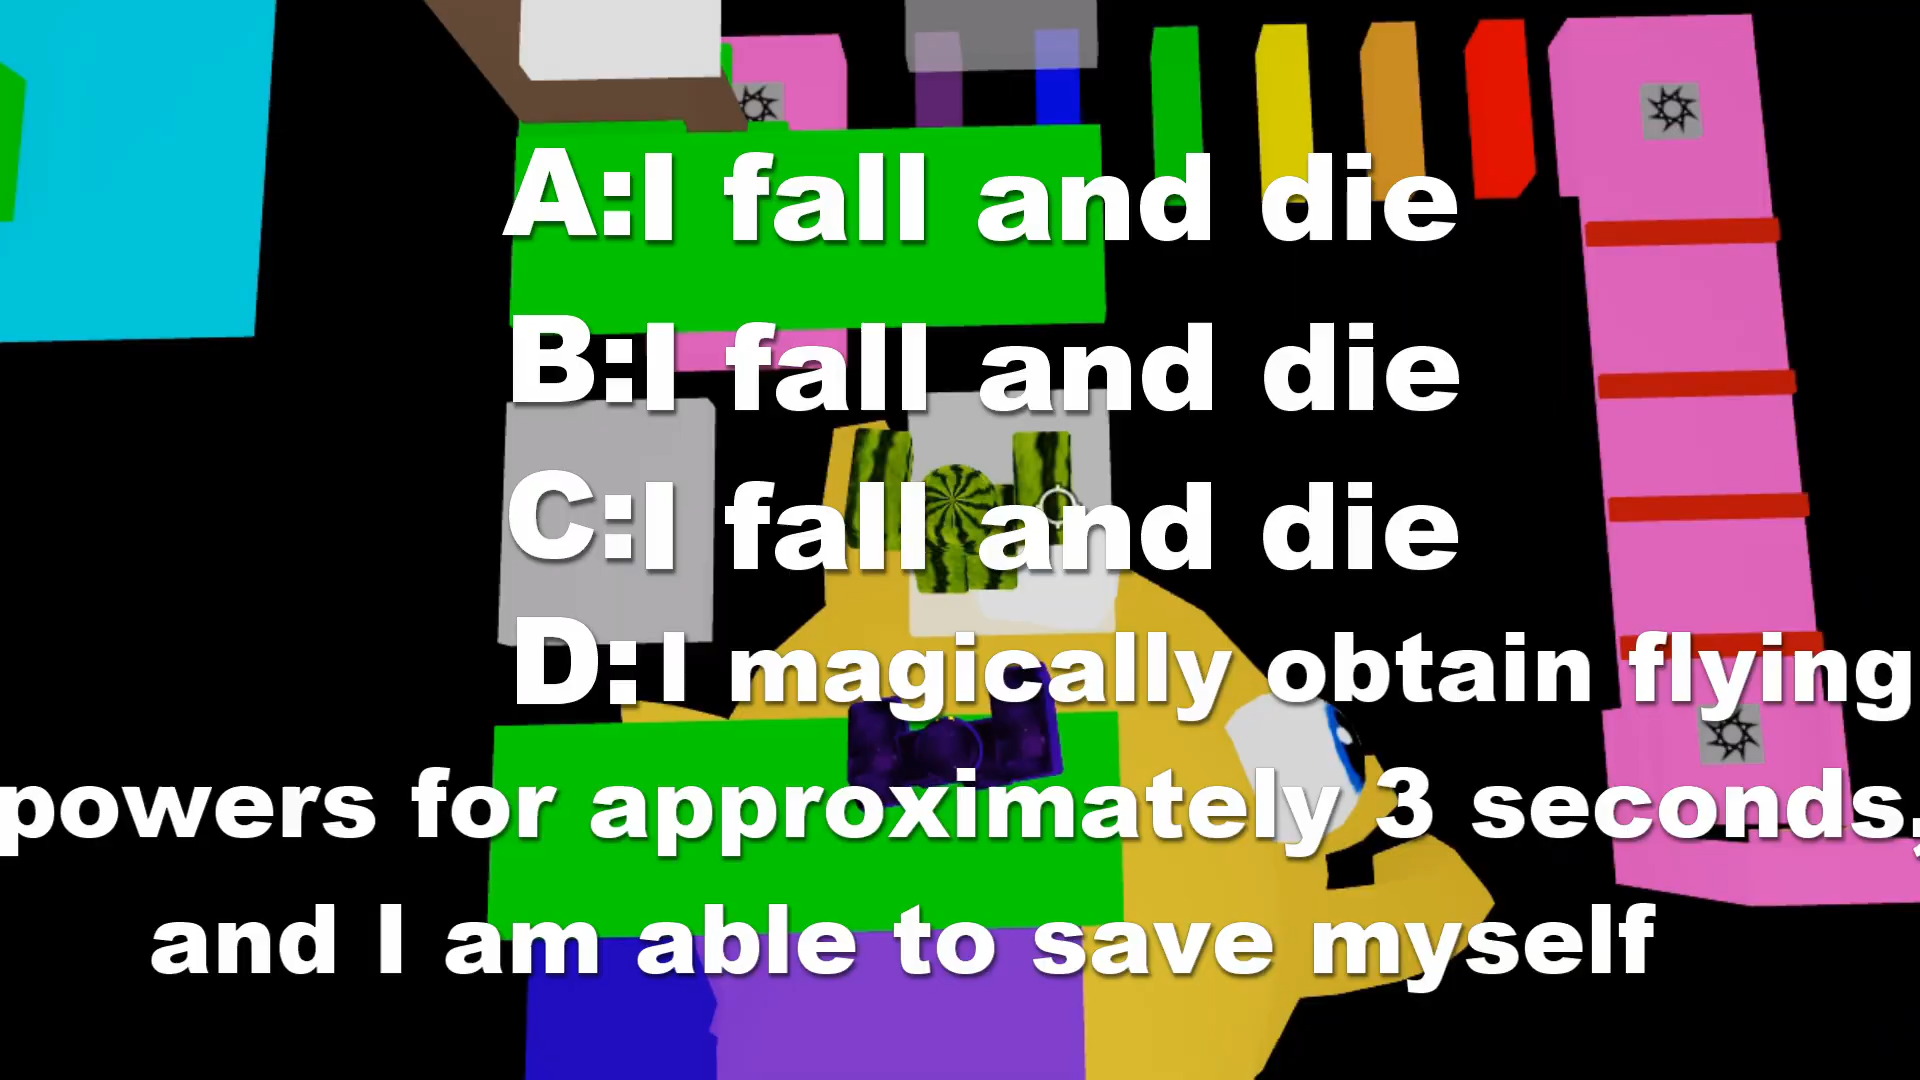 A:I fall and die
B:I fall and die
C:I fall and die
D:I magically obtain flying
powers for approximately 3 seconds,
and I am able to save myself